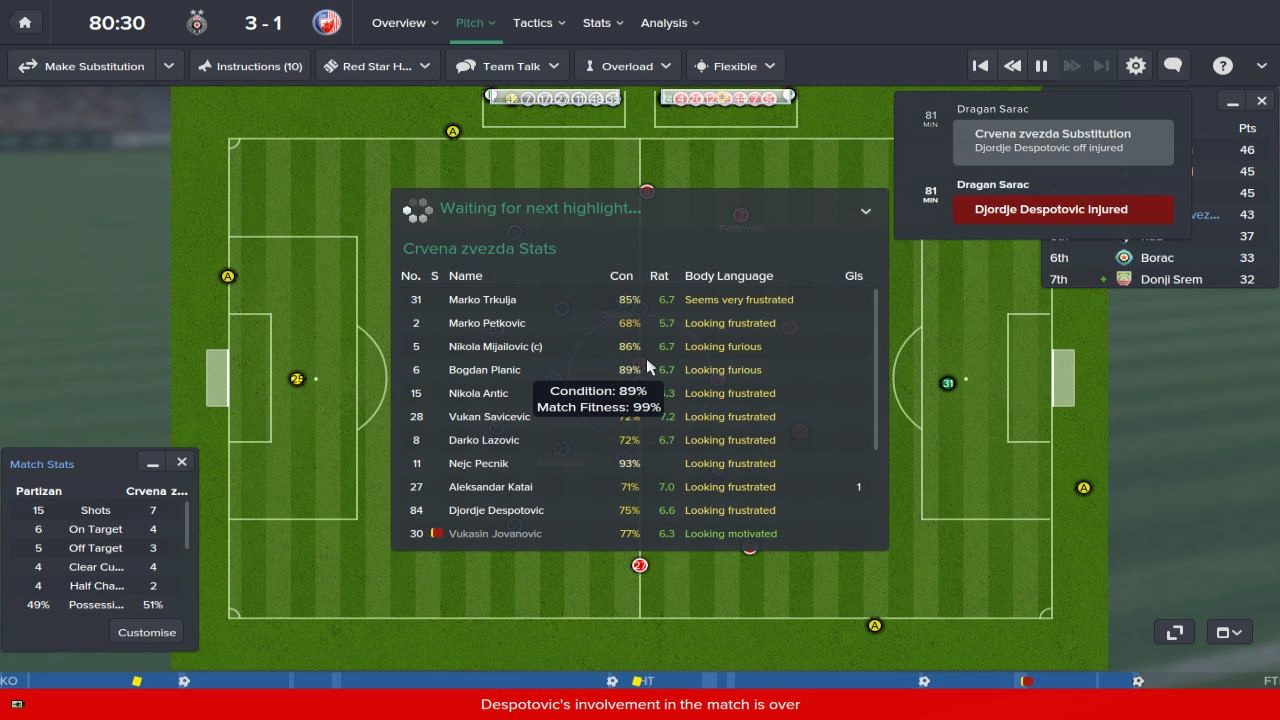 80:30
3 - 1
Overview
Pitch
Tactics
Stats
Analysis
Make Substitution
Instructions (10)
Red Star H...
Team Talk
Overload
Flexible
?
81
MIN
Dragan Sarac
Crvena zvezda Substitution
Djordje Despotovic off injured
81
MIN
Dragan Sarac
Djordje Despotovic injured
Pts
46
45
45
vez... 43
37
6th Borac 33
7th Donji Srem 32
A
A
A
A
25
31
27
Waiting for next highlight...
Crvena zvezda Stats
No. S Name Con Rat Body Language Gls
31 Marko Trkulja 85% 6.7 Seems very frustrated
2 Marko Petkovic 68% 5.7 Looking frustrated
5 Nikola Mijailovic (c) 86% 6.7 Looking furious
6 Bogdan Planic 89% 6.7 Looking furious
Condition: 89%
Match Fitness: 99%
15 Nikola Antic .3 Looking frustrated
28 Vukan Savicevic 72% 7.2 Looking frustrated
8 Darko Lazovic 72% 6.7 Looking frustrated
11 Nejc Pecnik 93% Looking frustrated
27 Aleksandar Katai 71% 7.0 Looking frustrated 1
84 Djordje Despotovic 75% 6.6 Looking frustrated
30 Vukasin Jovanovic 77% 6.3 Looking motivated
Match Stats
Partizan Crvena z...
15 Shots 7
6 On Target 4
5 Off Target 3
4 Clear Cu... 4
4 Half Cha... 2
49% Possessi... 51%
Customise
KO
HT
FT
Despotovic's involvement in the match is over